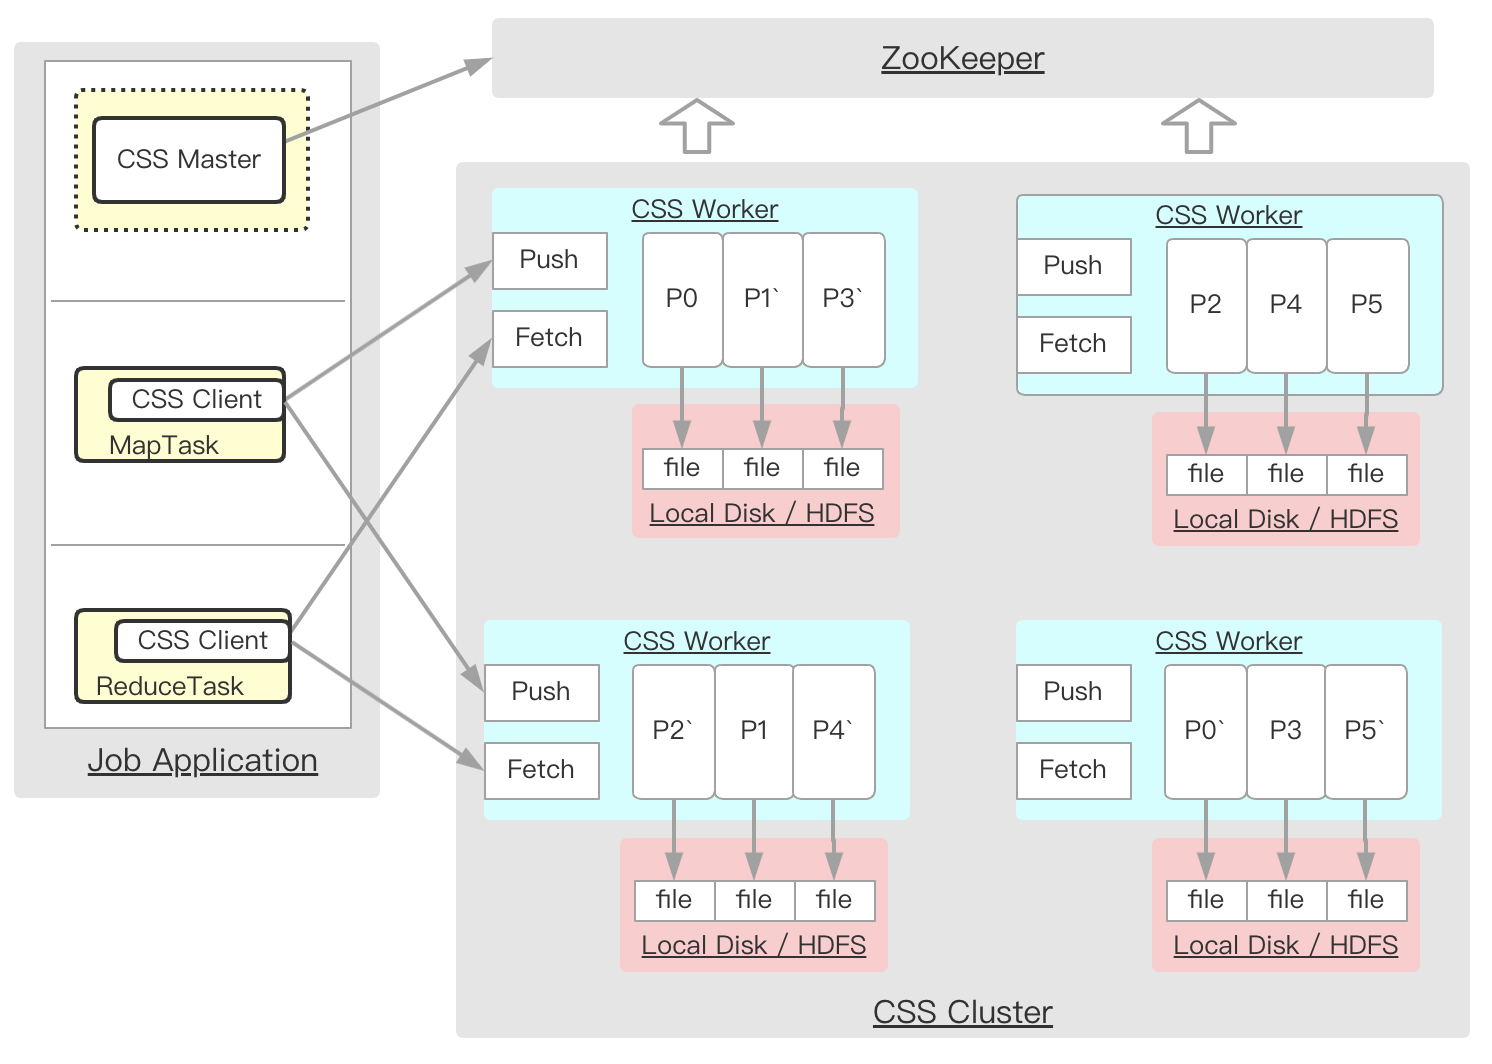 ZooKeeper
CSS Master
CSS Client
MapTask
CSS Client
ReduceTask
Job Application
CSS Worker
Push
Fetch
P0 P1` P3`
file file file
Local Disk / HDFS
CSS Worker
Push
Fetch
P2 P4 P5
file file file
Local Disk / HDFS
CSS Worker
Push
Fetch
P2` P1 P4`
file file file
Local Disk / HDFS
CSS Worker
Push
Fetch
P0` P3 P5`
file file file
Local Disk / HDFS
CSS Cluster